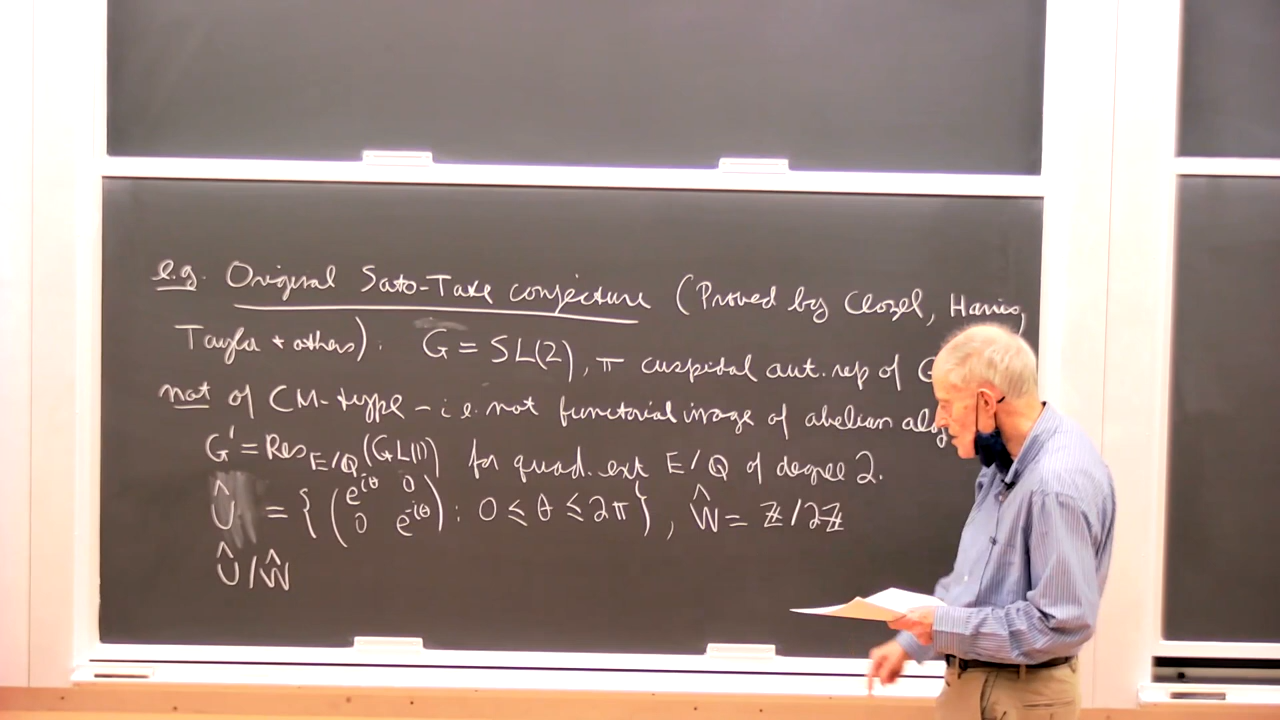 e.g. Original Sato-Tate conjecture (Proved by Clozel, Harris,
Taylor + others): G = SL(2), π cuspidal aut. rep of G
not of CM-type - i.e. not functorial image of abelian alg
G' = Res_{E/Q}(GL(1)) for quad. ext E/Q of degree 2.
Û = { ( e^{iθ} 0 0 e^{-iθ} ) : 0 ≤ θ ≤ 2π }, Ŵ = ℤ/2ℤ
Û/Ŵ